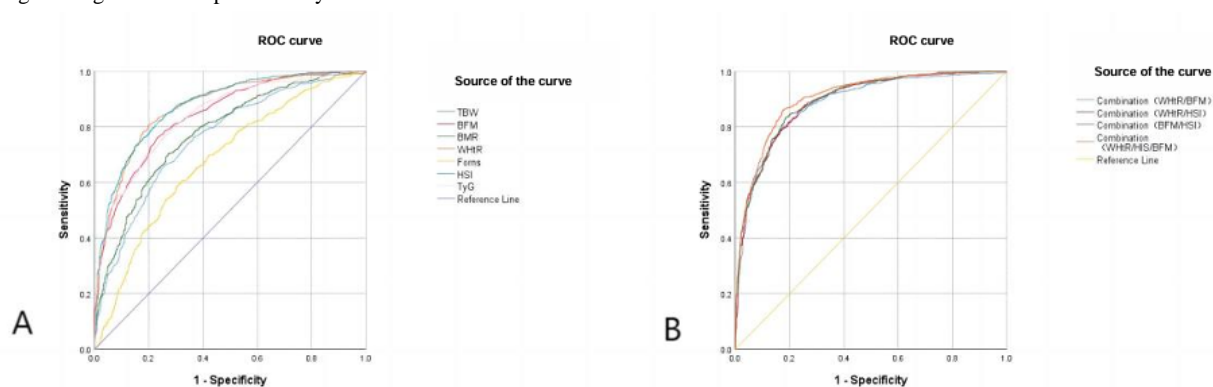 ROC curve
Source of the curve
TBW
BFM
BMR
WHtR
Forns
HSI
TyG
Reference Line
Sensitivity
1.0
0.8
0.6
0.4
0.2
0.0
0.0 0.2 0.4 0.6 0.8 1.0
1 - Specificity
A
ROC curve
Source of the curve
Combination (WHtR/BFM)
Combination (WHtR/HSI)
Combination (BFM/HSI)
Combination
(WHtR/HIS/BFM)
Reference Line
Sensitivity
1.0
0.8
0.6
0.4
0.2
0.0
0.0 0.2 0.4 0.6 0.8 1.0
1 - Specificity
B